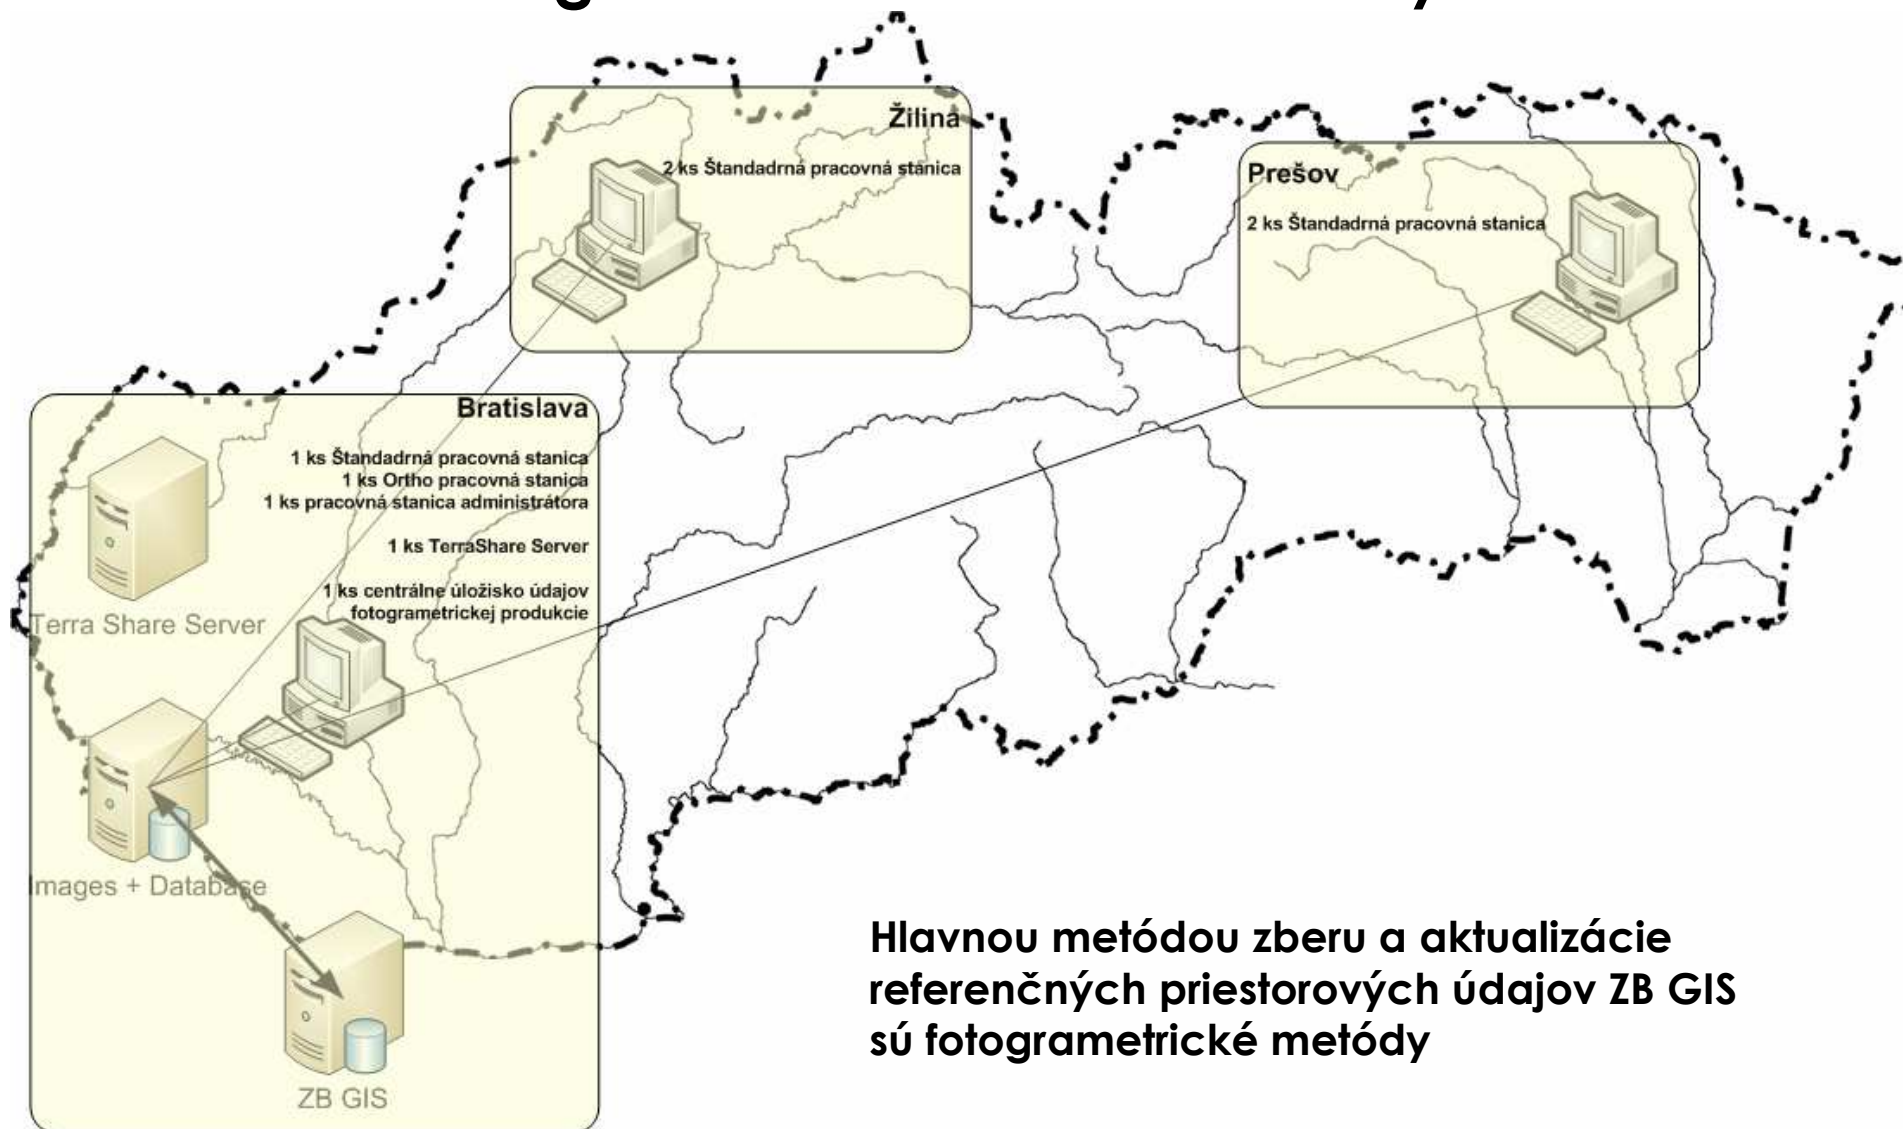 Žilina
2 ks Štandadrná pracovná stanica
Prešov
2 ks Štandadrná pracovná stanica
Bratislava
1 ks Štandadrná pracovná stanica
1 ks Ortho pracovná stanica
1 ks pracovná stanica administrátora
1 ks TerraShare Server
1 ks centrálne úložisko údajov
fotogrametrickej produkcie
Terra Share Server
Images + Database
ZB GIS
Hlavnou metódou zberu a aktualizácie
referenčných priestorových údajov ZB GIS
sú fotogrametrické metódy